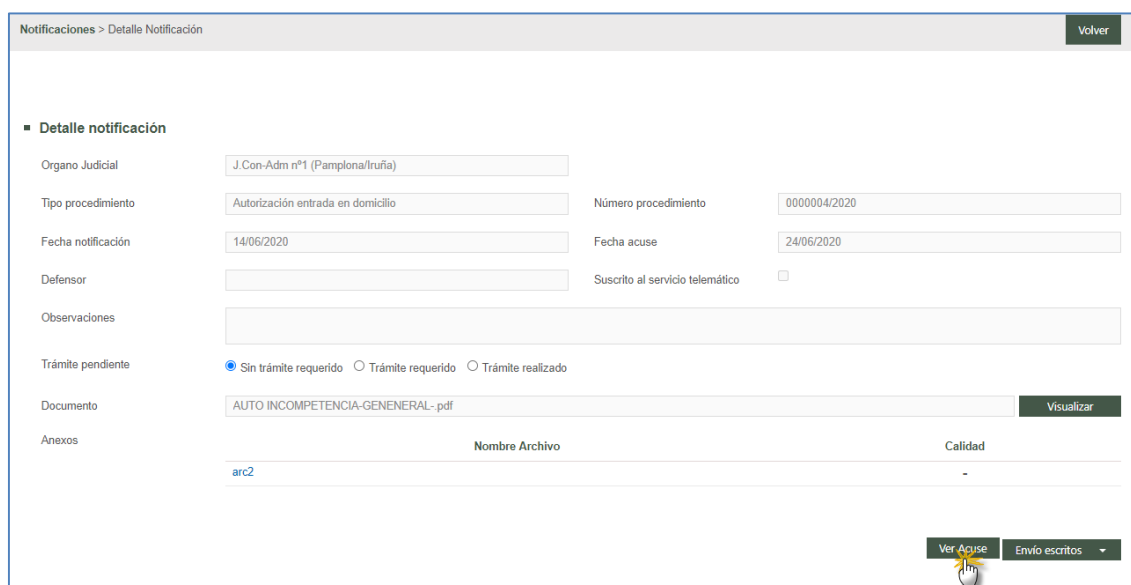 Notificaciones > Detalle Notificación
Volver
Detalle notificación
Organo Judicial J.Con-Adm nº1 (Pamplona/Iruña)
Tipo procedimiento Autorización entrada en domicilio Número procedimiento 0000004/2020
Fecha notificación 14/06/2020 Fecha acuse 24/06/2020
Defensor Suscrito al servicio telemático
Observaciones
Trámite pendiente Sin trámite requerido Trámite requerido Trámite realizado
Documento AUTO INCOMPETENCIA-GENENERAL-.pdf Visualizar
Anexos Nombre Archivo Calidad
arc2 -
Ver Acuse Envío escritos